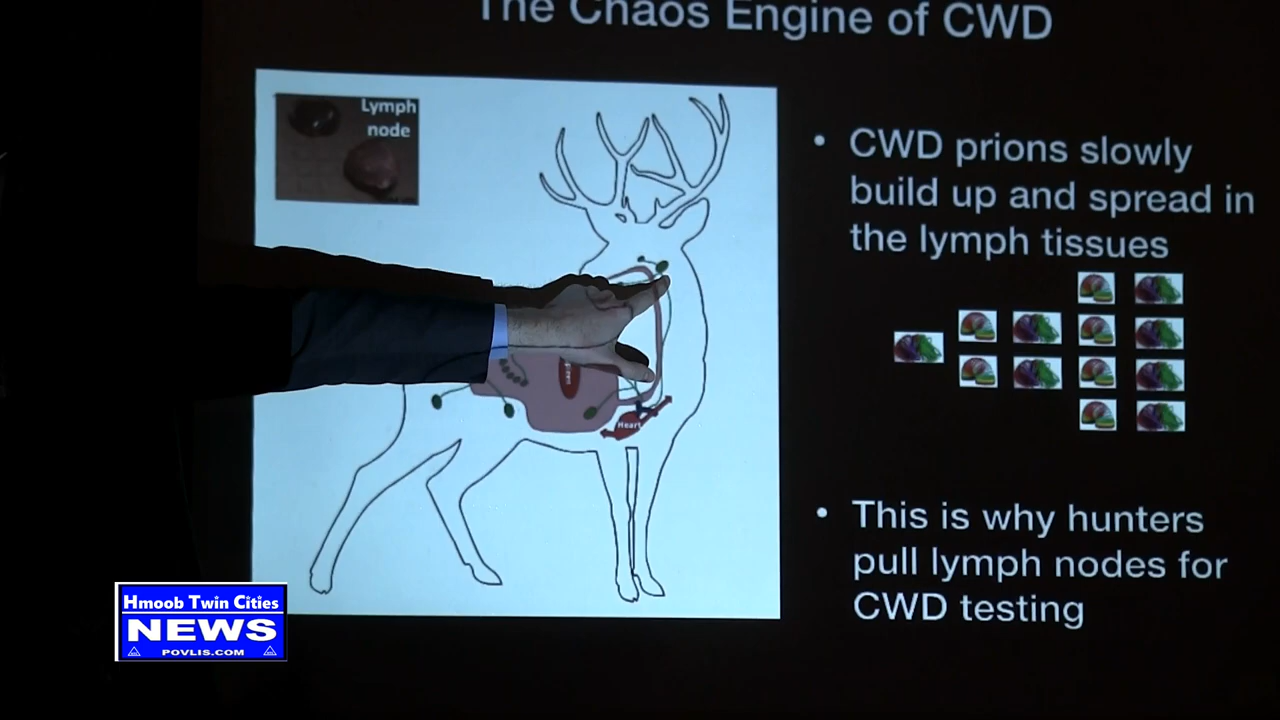 The Chaos Engine of CWD
Lymph
node
• CWD prions slowly
build up and spread in
the lymph tissues
Heart
• This is why hunters
pull lymph nodes for
CWD testing
Hmoob Twin Cities
NEWS
POVLIS.COM